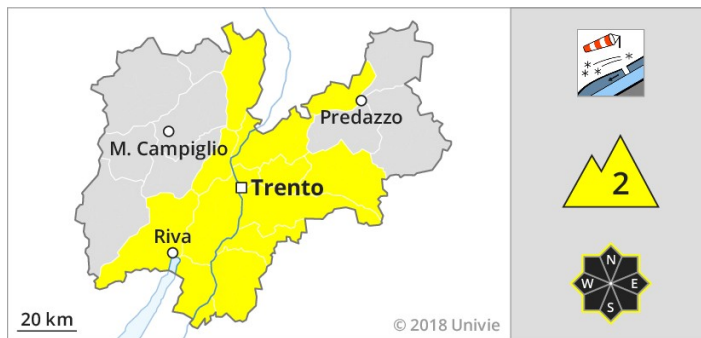 Predazzo
M. Campiglio
Trento
Riva
20 km
© 2018 Univie
2
N
W E
S